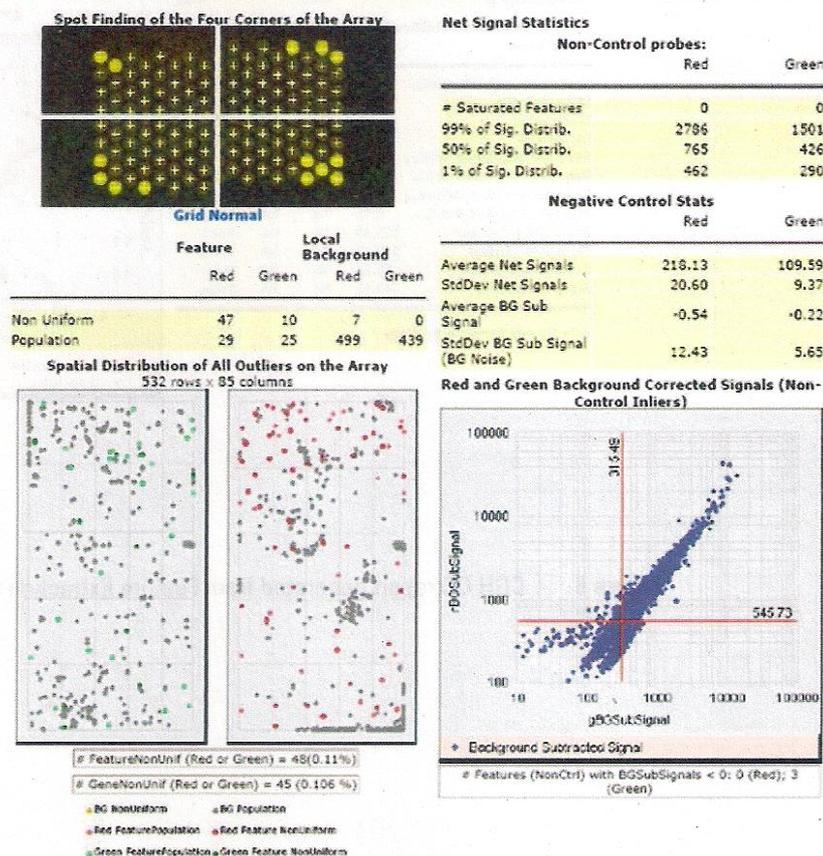 Spot Finding of the Four Corners of the Array
Grid Normal
Feature Local Background
Red Green Red Green
Non Uniform 47 10 7 0
Population 29 25 499 439
Spatial Distribution of All Outliers on the Array
532 rows x 85 columns
# FeatureNonUnif (Red or Green) = 48(0.11%)
# GeneNonUnif (Red or Green) = 45 (0.106 %)
BG NonUniform BG Population
Red FeaturePopulation Red Feature NonUniform
Green FeaturePopulation Green Feature NonUniform
Net Signal Statistics
Non-Control probes:
Red Green
# Saturated Features 0 0
99% of Sig. Distrib. 2786 1501
50% of Sig. Distrib. 765 426
1% of Sig. Distrib. 462 290
Negative Control Stats
Red Green
Average Net Signals 218.13 109.59
StdDev Net Signals 20.60 9.37
Average BG Sub Signal -0.54 -0.22
StdDev BG Sub Signal (BG Noise) 12.43 5.65
Red and Green Background Corrected Signals (Non-
Control Inliers)
100000
10000
1000
100
rBGSubSignal
315.49
545.73
10 100 1000 10000 100000
gBGSubSignal
Background Subtracted Signal
# Features (NonCtrl) with BGSubSignals < 0: 0 (Red); 3
(Green)